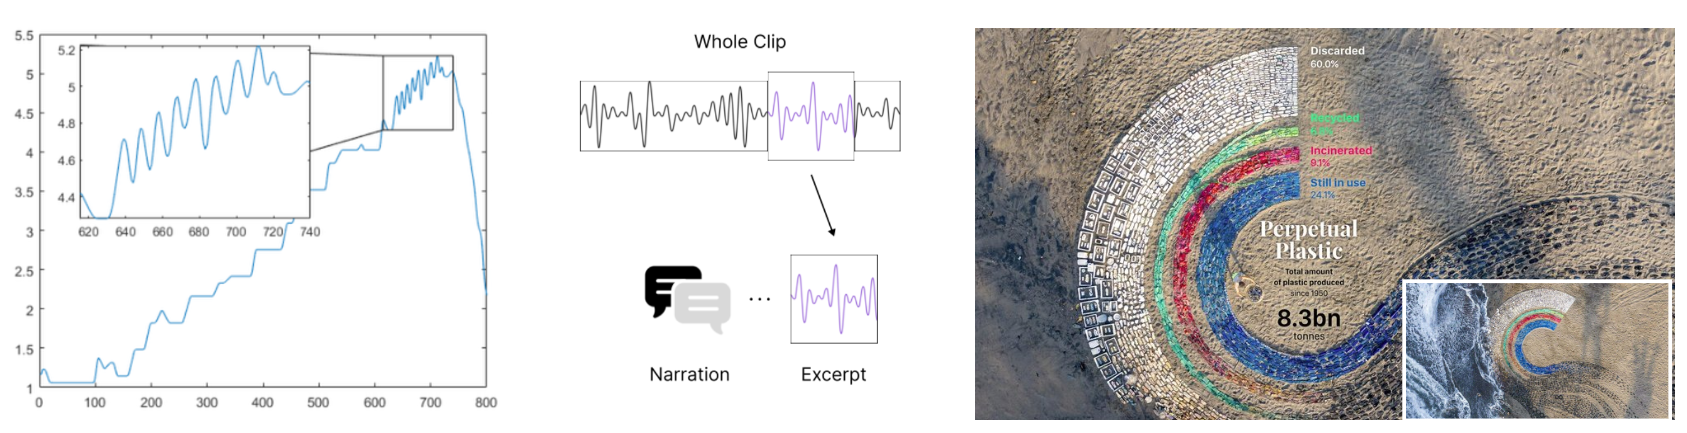 5.5
5
4.5
4
3.5
3
2.5
2
1.5
1
0 100 200 300 400 500 600 700 800
5.2
5
4.8
4.6
4.4
620 640 660 680 700 720 740
Whole Clip
...
Narration
Excerpt
Discarded
60.0%
Recycled
Incinerated
9.1%
Still in use
24.1%
Perpetual
Plastic
Total amount
of plastic produced
since 1950
8.3bn
tonnes